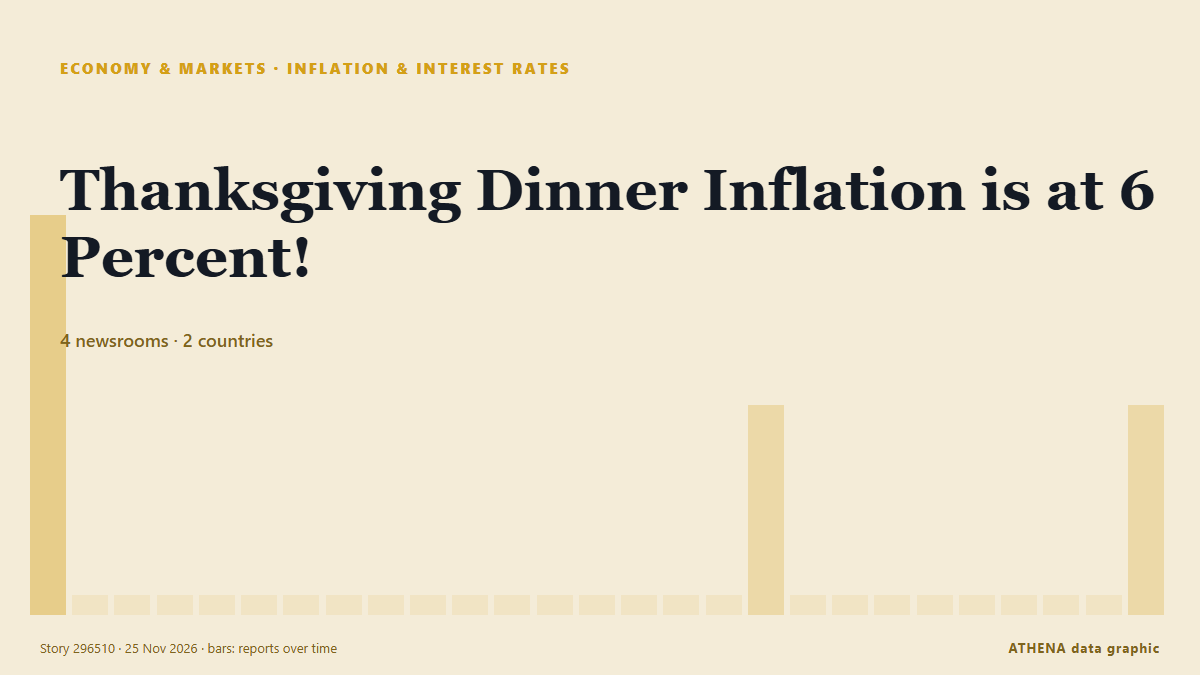 ECONOMY & MARKETS · INFLATION & INTEREST RATES
Thanksgiving Dinner Inflation is at 6
Percent!
4 newsrooms · 2 countries
Story 296510 · 25 Nov 2026 · bars: reports over time
ATHENA data graphic